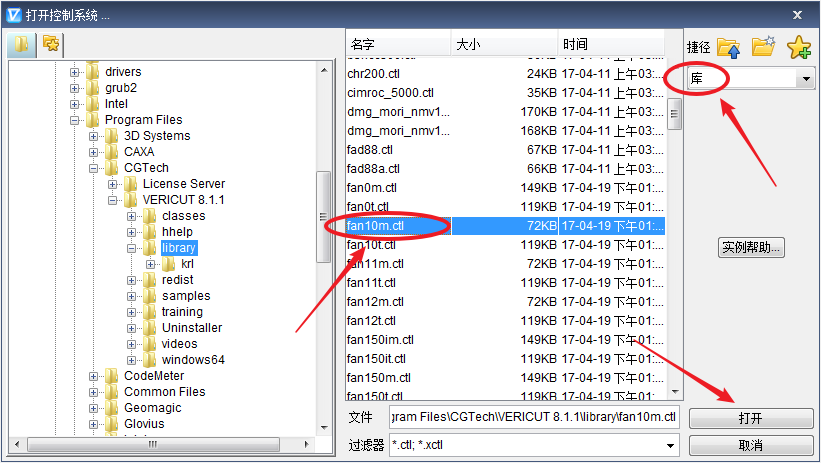 打开控制系统 ...
drivers
grub2
Intel
Program Files
3D Systems
CAXA
CGTech
License Server
VERICUT 8.1.1
classes
hhelp
library
krl
redist
samples
training
Uninstaller
videos
windows64
CodeMeter
Common Files
Geomagic
Glovius
名字 大小 时间
chr200.ctl 24KB 17-04-11 上午03:...
cimroc_5000.ctl 35KB 17-04-11 上午03:...
dmg_mori_nmv1... 170KB 17-04-11 上午03:...
dmg_mori_nmv1... 168KB 17-04-11 上午03:...
fad88.ctl 67KB 17-04-11 上午03:...
fad88a.ctl 66KB 17-04-11 上午03:...
fan0m.ctl 149KB 17-04-19 下午01:...
fan0t.ctl 119KB 17-04-19 下午01:...
fan10m.ctl 72KB 17-04-19 下午01:...
fan10t.ctl 119KB 17-04-19 下午01:...
fan11m.ctl 72KB 17-04-19 下午01:...
fan11t.ctl 119KB 17-04-19 下午01:...
fan12m.ctl 72KB 17-04-19 下午01:...
fan12t.ctl 119KB 17-04-19 下午01:...
fan150im.ctl 149KB 17-04-19 下午01:...
fan150it.ctl 119KB 17-04-19 下午01:...
fan150m.ctl 149KB 17-04-19 下午01:...
fan150t.ctl 119KB 17-04-19 下午01:...
捷径
库
实例帮助...
文件 gram Files\CGTech\VERICUT 8.1.1\library\fan10m.ctl 打开
过滤器 *.ctl; *.xctl 取消